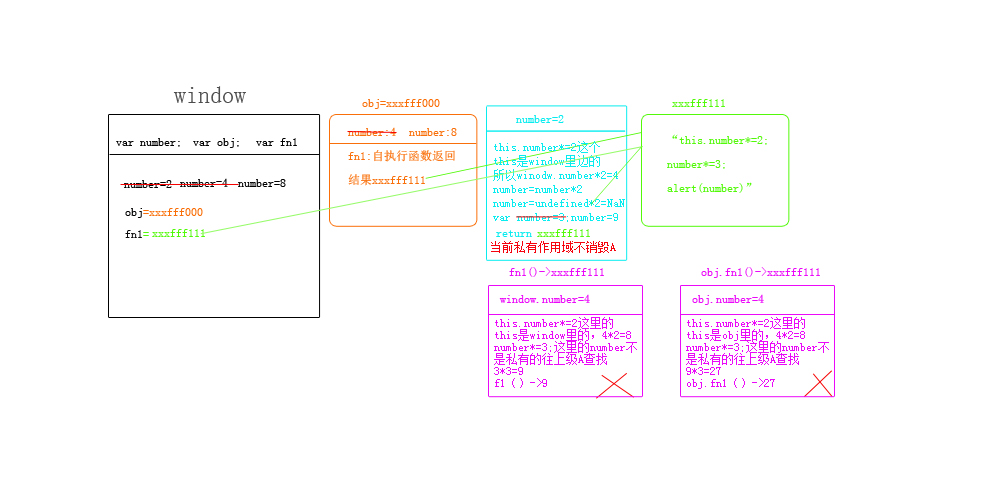 window
var number; var obj; var fn1
number=2 number=4 number=8
obj=xxxfff000
fn1= xxxfff111
obj=xxxfff000
number:4 number:8
fn1:自执行函数返回
结果xxxfff111
number=2
this.number*=2这个
this是window里边的
所以winodw.number*2=4
number=number*2
number=undefined*2=NaN
var number=3;number=9
return xxxfff111
当前私有作用域不销毁A
xxxfff111
“this.number*=2;
number*=3;
alert(number)”
fn1()->xxxfff111
window.number=4
this.number*=2这里的
this是window里的, 4*2=8
number*=3;这里的number不
是私有的往上级A查找
3*3=9
f1（）->9
obj.fn1()->xxxfff111
obj.number=4
this.number*=2这里的
this是obj里的, 4*2=8
number*=3;这里的number不
是私有的往上级A查找
9*3=27
obj.fn1（）->27